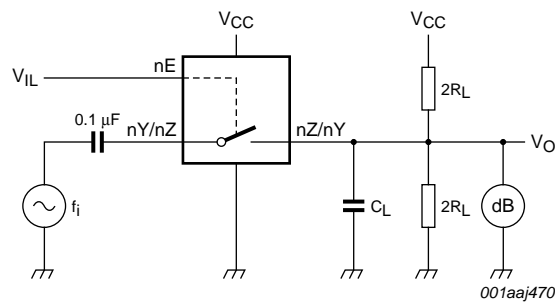 VCC
VCC
nE
VIL
2RL
0.1 μF
nY/nZ
nZ/nY
VO
fi
CL
2RL
dB
001aaj470